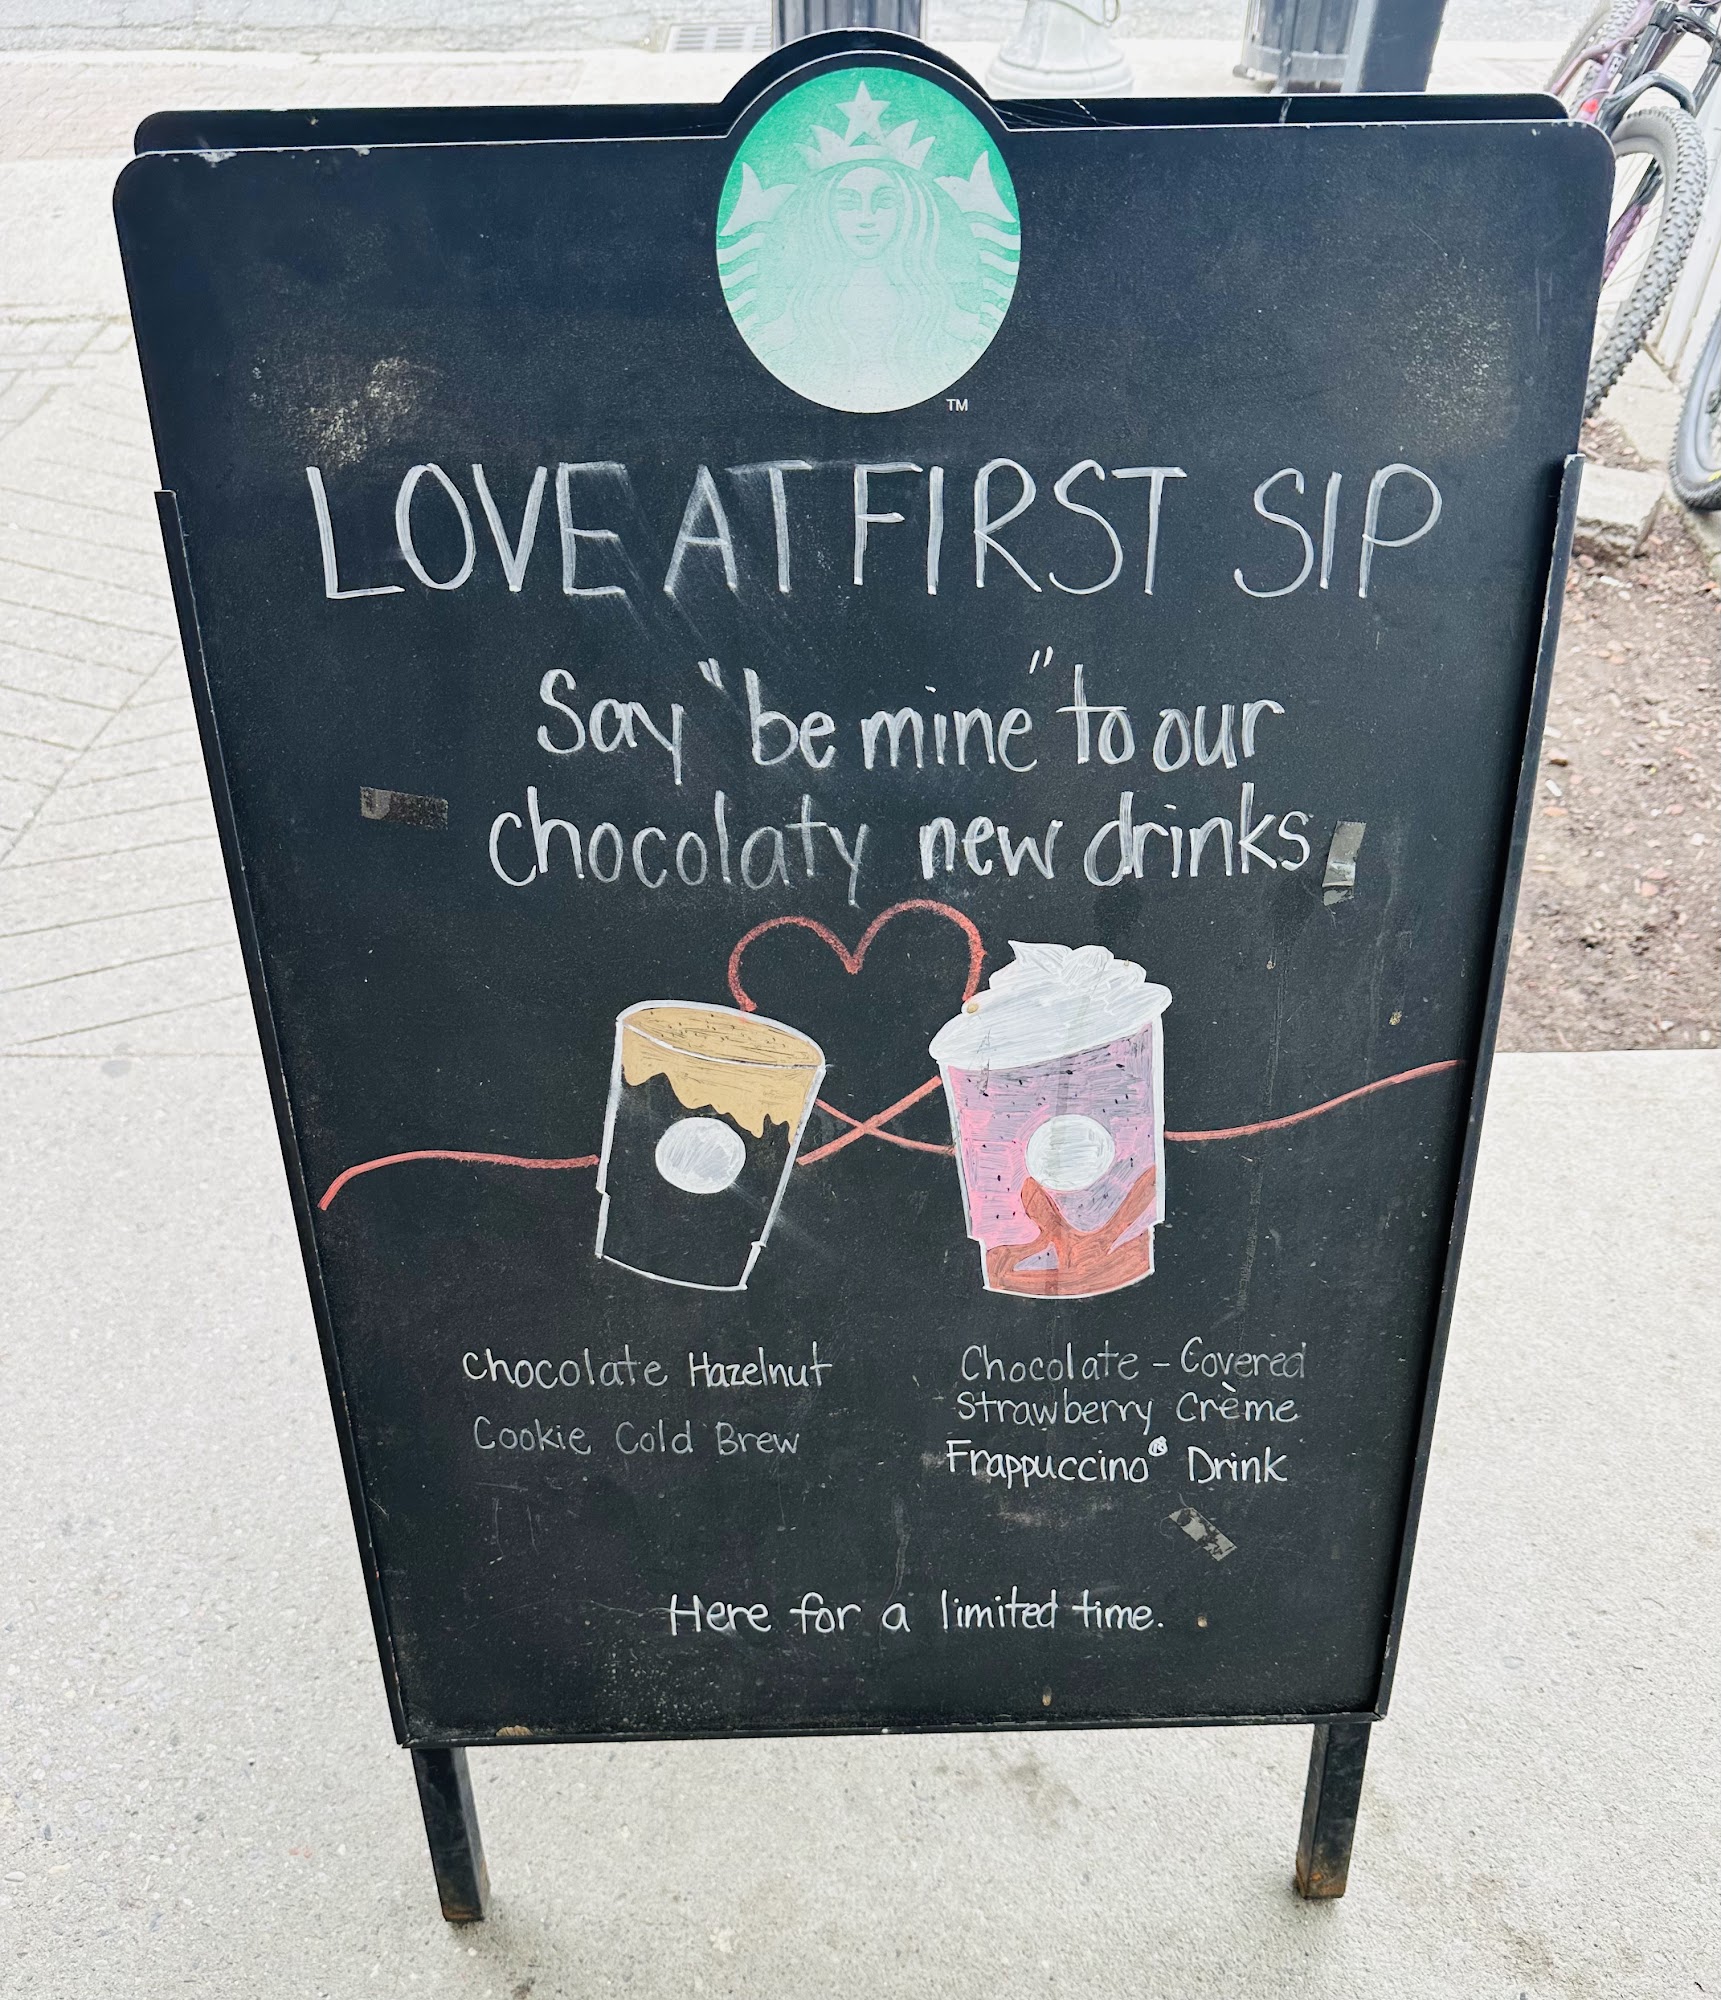 TM
LOVE AT FIRST SIP
Say "be mine" to our
chocolaty new drinks
chocolate Hazelnut
Cookie Cold Brew
Chocolate - Covered
Strawberry Crème
Frappuccino® Drink
Here for a limited time.